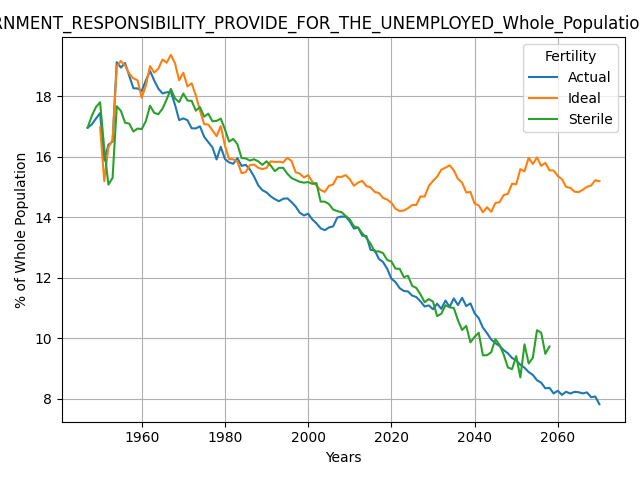 RNMENT_RESPONSIBILITY_PROVIDE_FOR_THE_UNEMPLOYED_Whole_Populatio
Fertility
Actual
Ideal
Sterile
% of Whole Population
18
16
14
12
10
8
1960 1980 2000 2020 2040 2060
Years